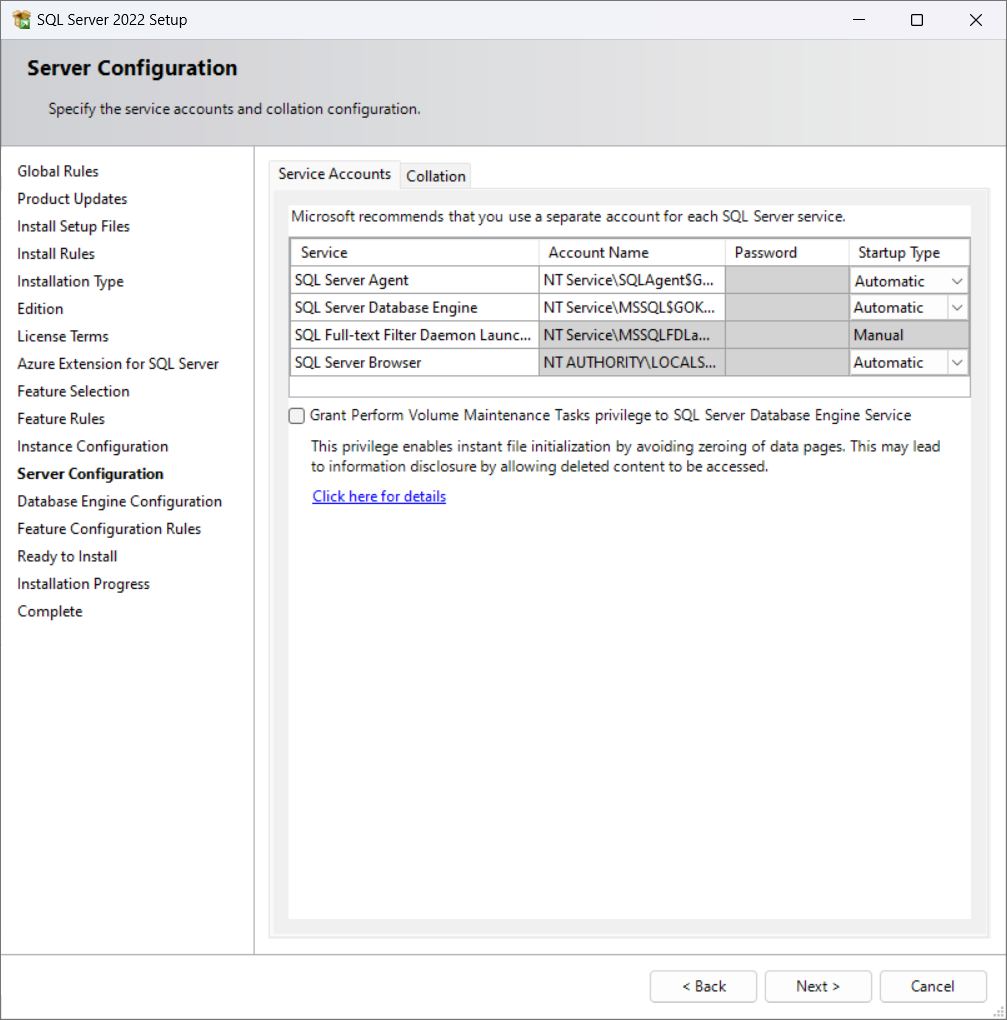 SQL Server 2022 Setup
Server Configuration
Specify the service accounts and collation configuration.
Global Rules
Product Updates
Install Setup Files
Install Rules
Installation Type
Edition
License Terms
Azure Extension for SQL Server
Feature Selection
Feature Rules
Instance Configuration
Server Configuration
Database Engine Configuration
Feature Configuration Rules
Ready to Install
Installation Progress
Complete
Service Accounts Collation
Microsoft recommends that you use a separate account for each SQL Server service.
Service Account Name Password Startup Type
SQL Server Agent NT Service\SQLAgent$G... Automatic
SQL Server Database Engine NT Service\MSSQL$GOK... Automatic
SQL Full-text Filter Daemon Launc... NT Service\MSSQLFDLa... Manual
SQL Server Browser NT AUTHORITY\LOCALS... Automatic
Grant Perform Volume Maintenance Tasks privilege to SQL Server Database Engine Service
This privilege enables instant file initialization by avoiding zeroing of data pages. This may lead
to information disclosure by allowing deleted content to be accessed.
Click here for details
< Back Next > Cancel